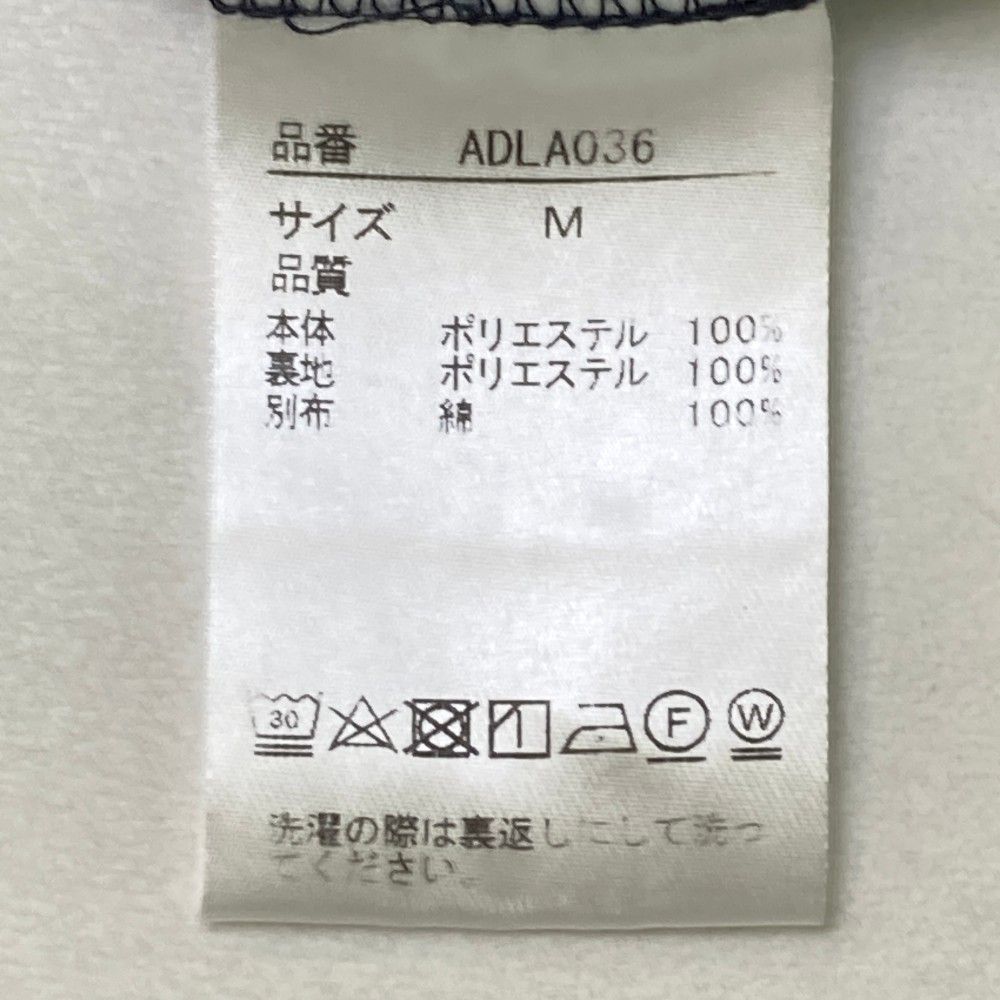 品番 ADLA036
サイズ M
品質
本体 ポリエステル 100%
裏地 ポリエステル 100%
別布 綿 100%
30 F W
洗濯の際は裏返しにして洗っ
てください。